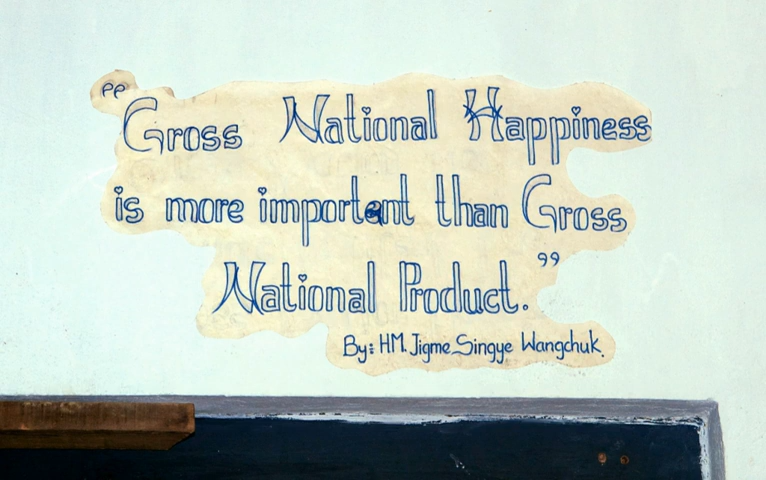 “Gross National Happiness
is more important than Gross
National Product.”
By: HM. Jigme Singye Wangchuk.